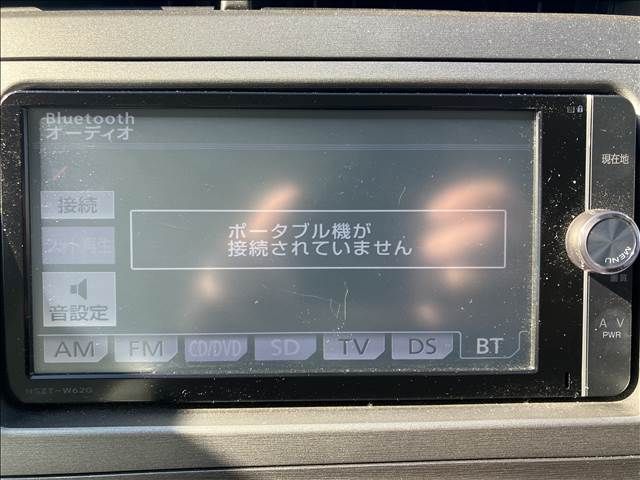 Bluetooth
オーディオ
現在地
接続
ポータブル機が
接続されていません
MENU
音設定
A V
PWR
AM
FM
CD/DVD
SD
TV
DS
BT
NSZT-W62G